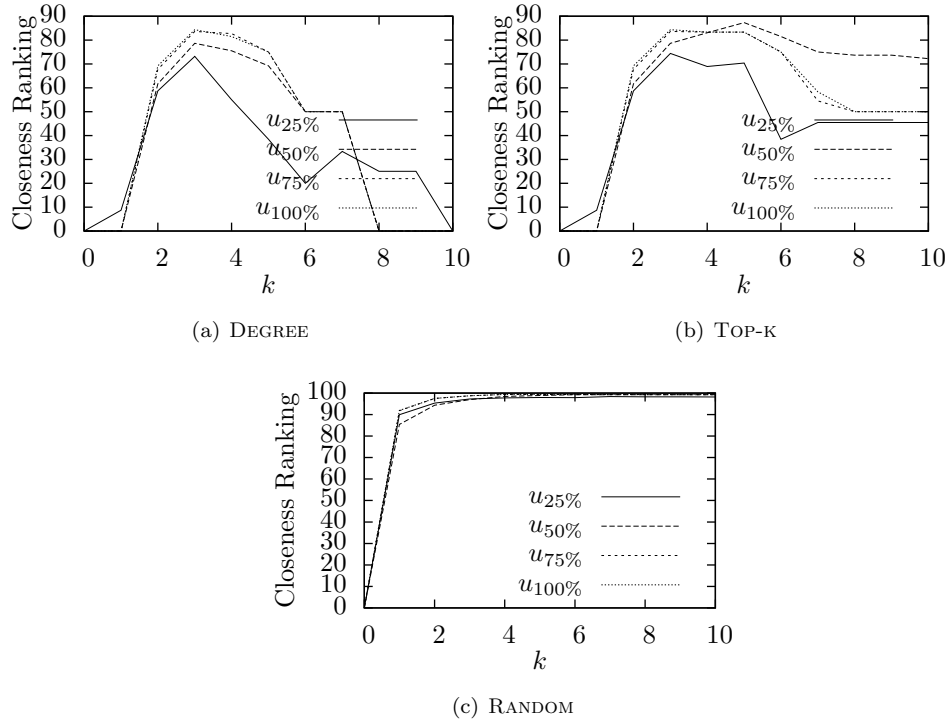 Closeness Ranking
90
80
70
60
50
40
30
20
10
0
u25%
u50%
u75%
u100%
0 2 4 6 8 10
k
(a) DEGREE
Closeness Ranking
90
80
70
60
50
40
30
20
10
0
u25%
u50%
u75%
u100%
0 2 4 6 8 10
k
(b) TOP-K
Closeness Ranking
100
90
80
70
60
50
40
30
20
10
0
u25%
u50%
u75%
u100%
0 2 4 6 8 10
k
(c) RANDOM